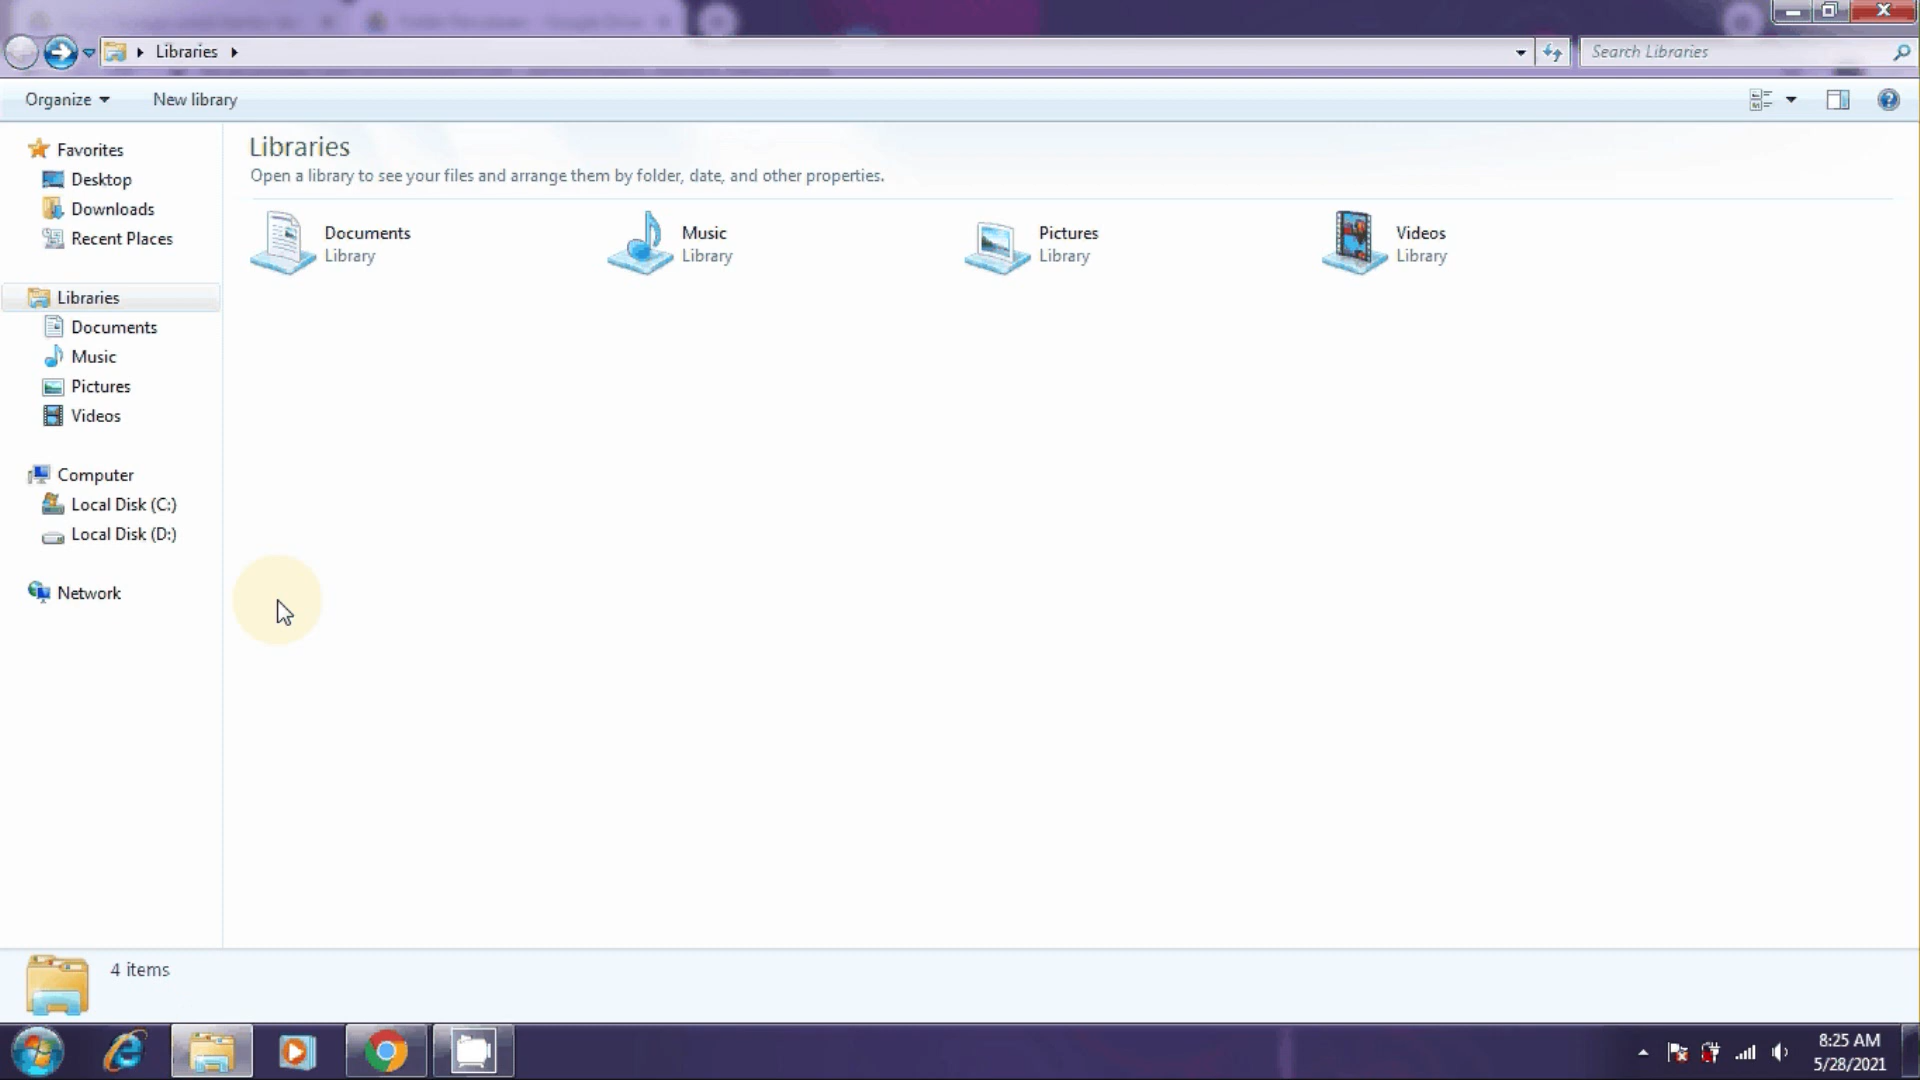 Libraries
Search Libraries
Organize
New library
Favorites
Desktop
Downloads
Recent Places
Libraries
Documents
Music
Pictures
Videos
Computer
Local Disk (C:)
Local Disk (D:)
Network
Libraries
Open a library to see your files and arrange them by folder, date, and other properties.
Documents
Library
Music
Library
Pictures
Library
Videos
Library
4 items
8:25 AM
5/28/2021